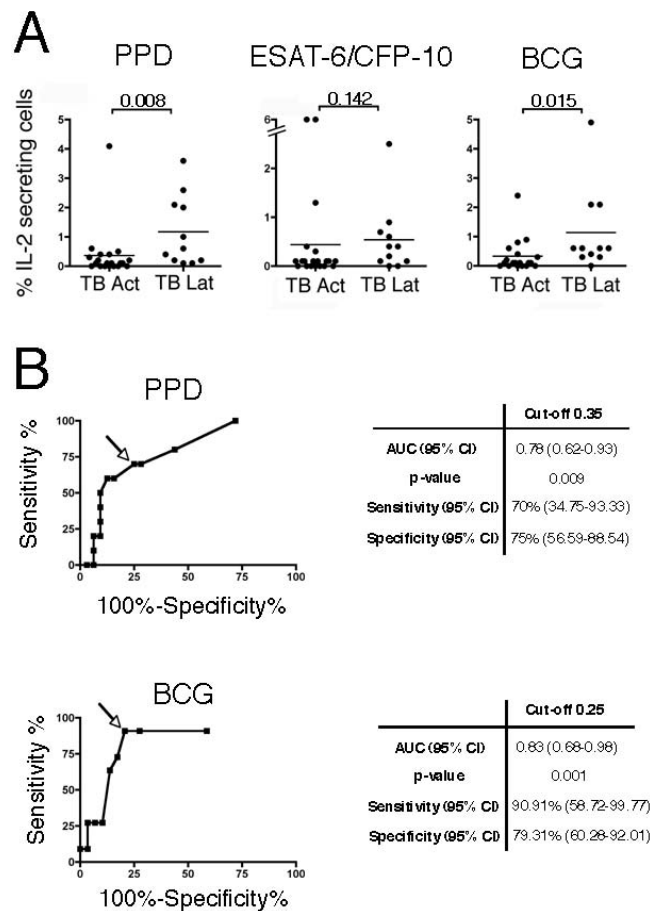 A
PPD
ESAT-6/CFP-10
BCG
% IL-2 secreting cells
0.008
0.142
0.015
5
4
3
2
1
0
TB Act
TB Lat
6
2
1
0
TB Act
TB Lat
5
4
3
2
1
0
TB Act
TB Lat
B
PPD
Sensitivity %
100
75
50
25
0
0 25 50 75 100
100%-Specificity%
Cut-off 0.35
AUC (95% CI) 0.78 (0.62-0.93)
p-value 0.009
Sensitivity (95% CI) 70% (34.75-93.33)
Specificity (95% CI) 75% (56.59-88.54)
BCG
Sensitivity %
100
75
50
25
0
0 25 50 75 100
100%-Specificity%
Cut-off 0.25
AUC (95% CI) 0.83 (0.68-0.98)
p-value 0.001
Sensitivity (95% CI) 90.91% (58.72-99.77)
Specificity (95% CI) 79.31% (60.28-92.01)